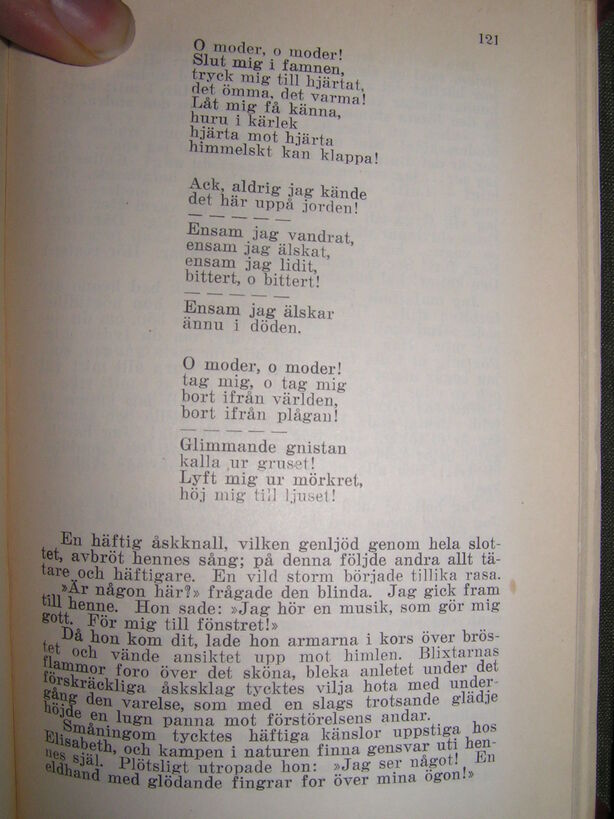 121
O moder, o moder!
Slut mig i famnen,
tryck mig till hjärtat,
det ömma, det varma!
Låt mig få känna,
huru i kärlek
hjärta mot hjärta
himmelskt kan klappa!
Ack, aldrig jag kände
det här uppå jorden!
— — — — —
Ensam jag vandrat,
ensam jag älskat,
ensam jag lidit,
bittert, o bittert!
— — — — —
Ensam jag älskar
ännu i döden.
O moder, o moder!
tag mig, o tag mig
bort ifrån världen,
bort ifrån plågan!
— — — — —
Glimmande gnistan
kalla ur gruset!
Lyft mig ur mörkret,
höj mig till ljuset!
En häftig åskknall, vilken genljöd genom hela slot-
tet, avbröt hennes sång; på denna följde andra allt tä-
tare och häftigare. En vild storm började tillika rasa.
»Är någon här?» frågade den blinda. Jag gick fram
till henne. Hon sade: »Jag hör en musik, som gör mig
gott. För mig till fönstret!»
Då hon kom dit, lade hon armarna i kors över brös-
tet och vände ansiktet upp mot himlen. Blixtarnas
flammor foro över det sköna, bleka anletet under det
förskräckliga åsksklag tycktes vilja hota med under-
gång den varelse, som med en slags trotsande glädje
höjde en lugn panna mot förstörelsens andar.
Småningom tycktes häftiga känslor uppstiga hos
Elisabeth, och kampen i naturen finna gensvar uti hen-
nes själ. Plötsligt utropade hon: »Jag ser något! En
eldhand med glödande fingrar for över mina ögon!»